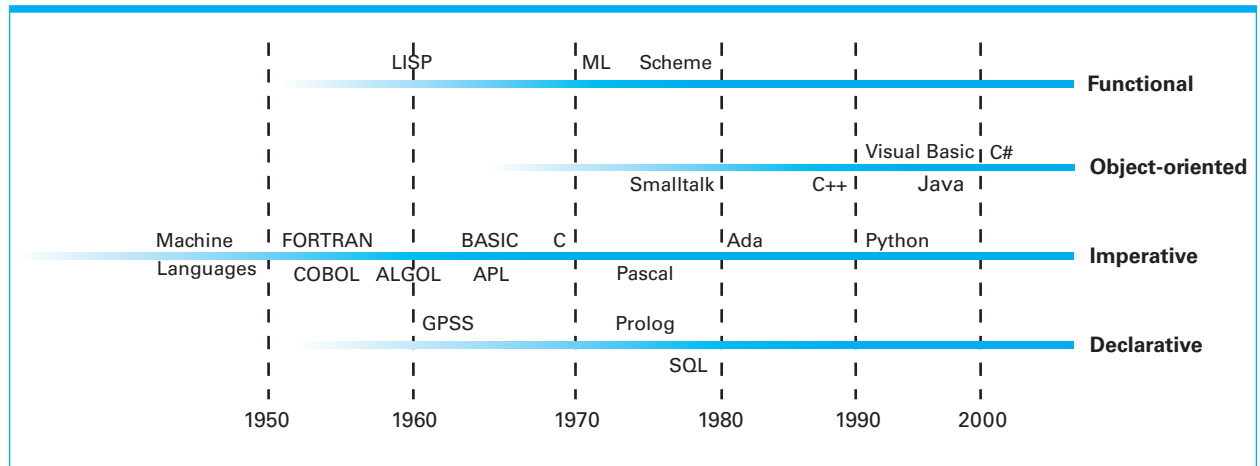 LISP ML Scheme
Functional
Visual Basic C#
Object-oriented
Smalltalk C++ Java
Machine FORTRAN BASIC C Ada Python
Imperative
Languages COBOL ALGOL APL Pascal
GPSS Prolog
Declarative
SQL
1950 1960 1970 1980 1990 2000